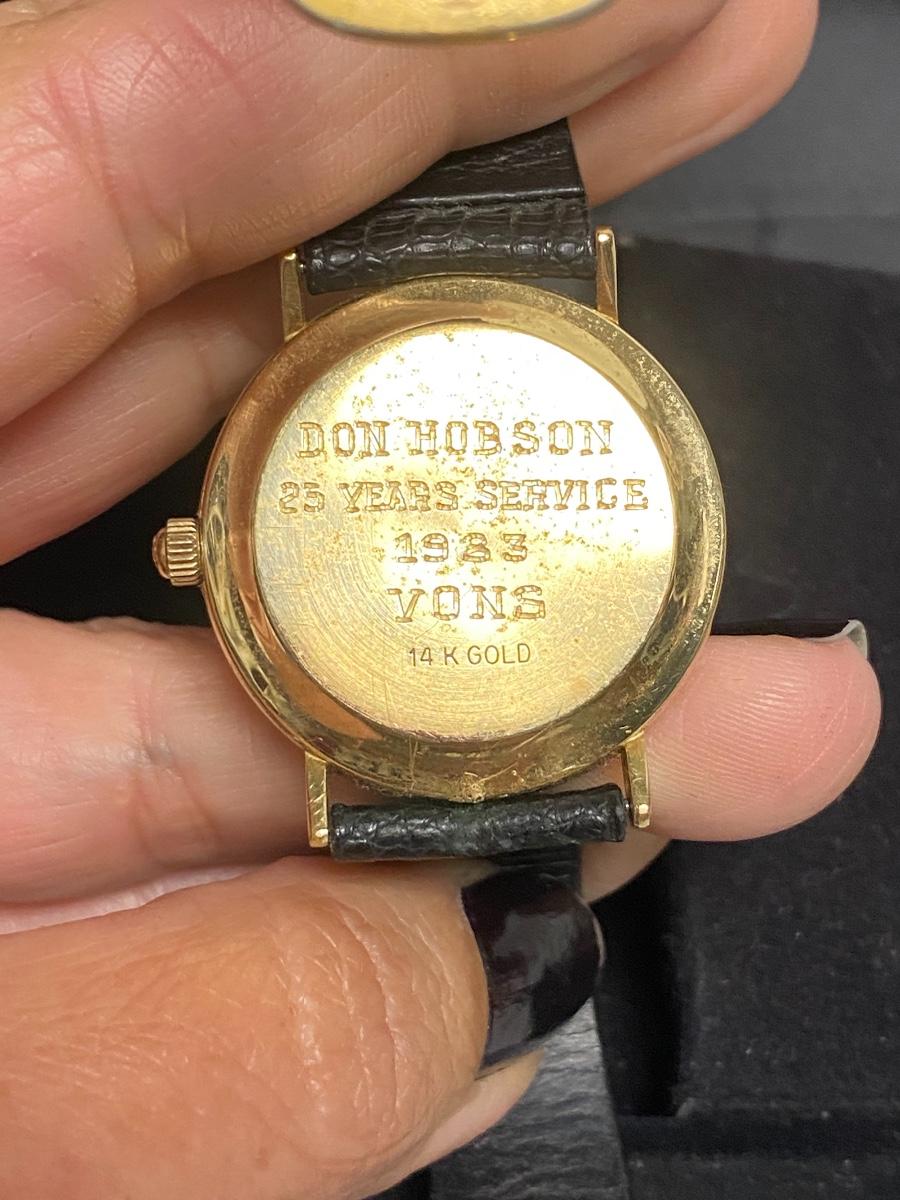 DON HOBSON
25 YEARS SERVICE
1983
VONS
14 K GOLD